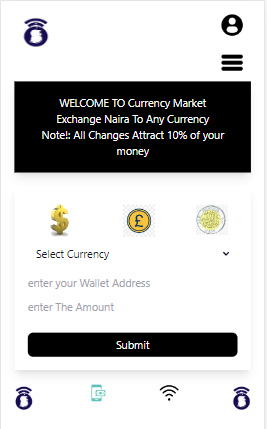 WELCOME TO Currency Market
Exchange Naira To Any Currency
Note!: All Changes Attract 10% of your
money
Select Currency
enter your Wallet Address
enter The Amount
Submit